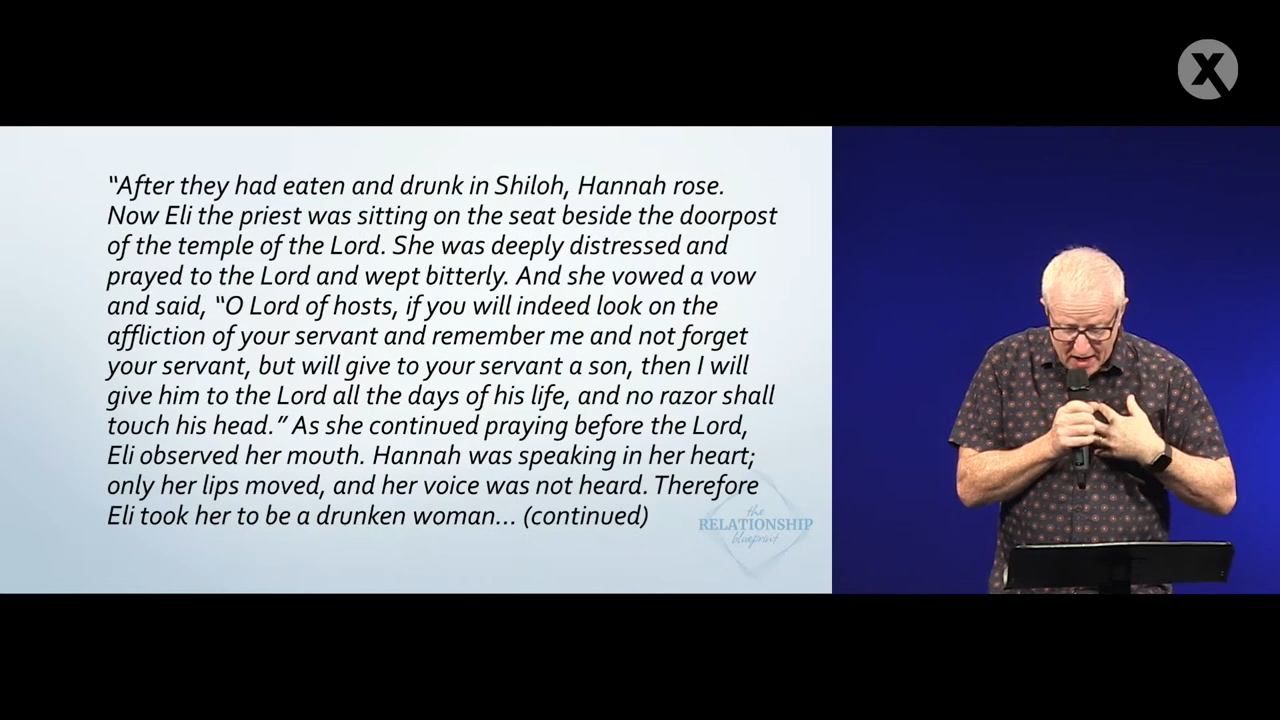 X
“After they had eaten and drunk in Shiloh, Hannah rose.
Now Eli the priest was sitting on the seat beside the doorpost
of the temple of the Lord. She was deeply distressed and
prayed to the Lord and wept bitterly. And she vowed a vow
and said, “O Lord of hosts, if you will indeed look on the
affliction of your servant and remember me and not forget
your servant, but will give to your servant a son, then I will
give him to the Lord all the days of his life, and no razor shall
touch his head.” As she continued praying before the Lord,
Eli observed her mouth. Hannah was speaking in her heart;
only her lips moved, and her voice was not heard. Therefore
Eli took her to be a drunken woman... (continued)
the
RELATIONSHIP
blueprint